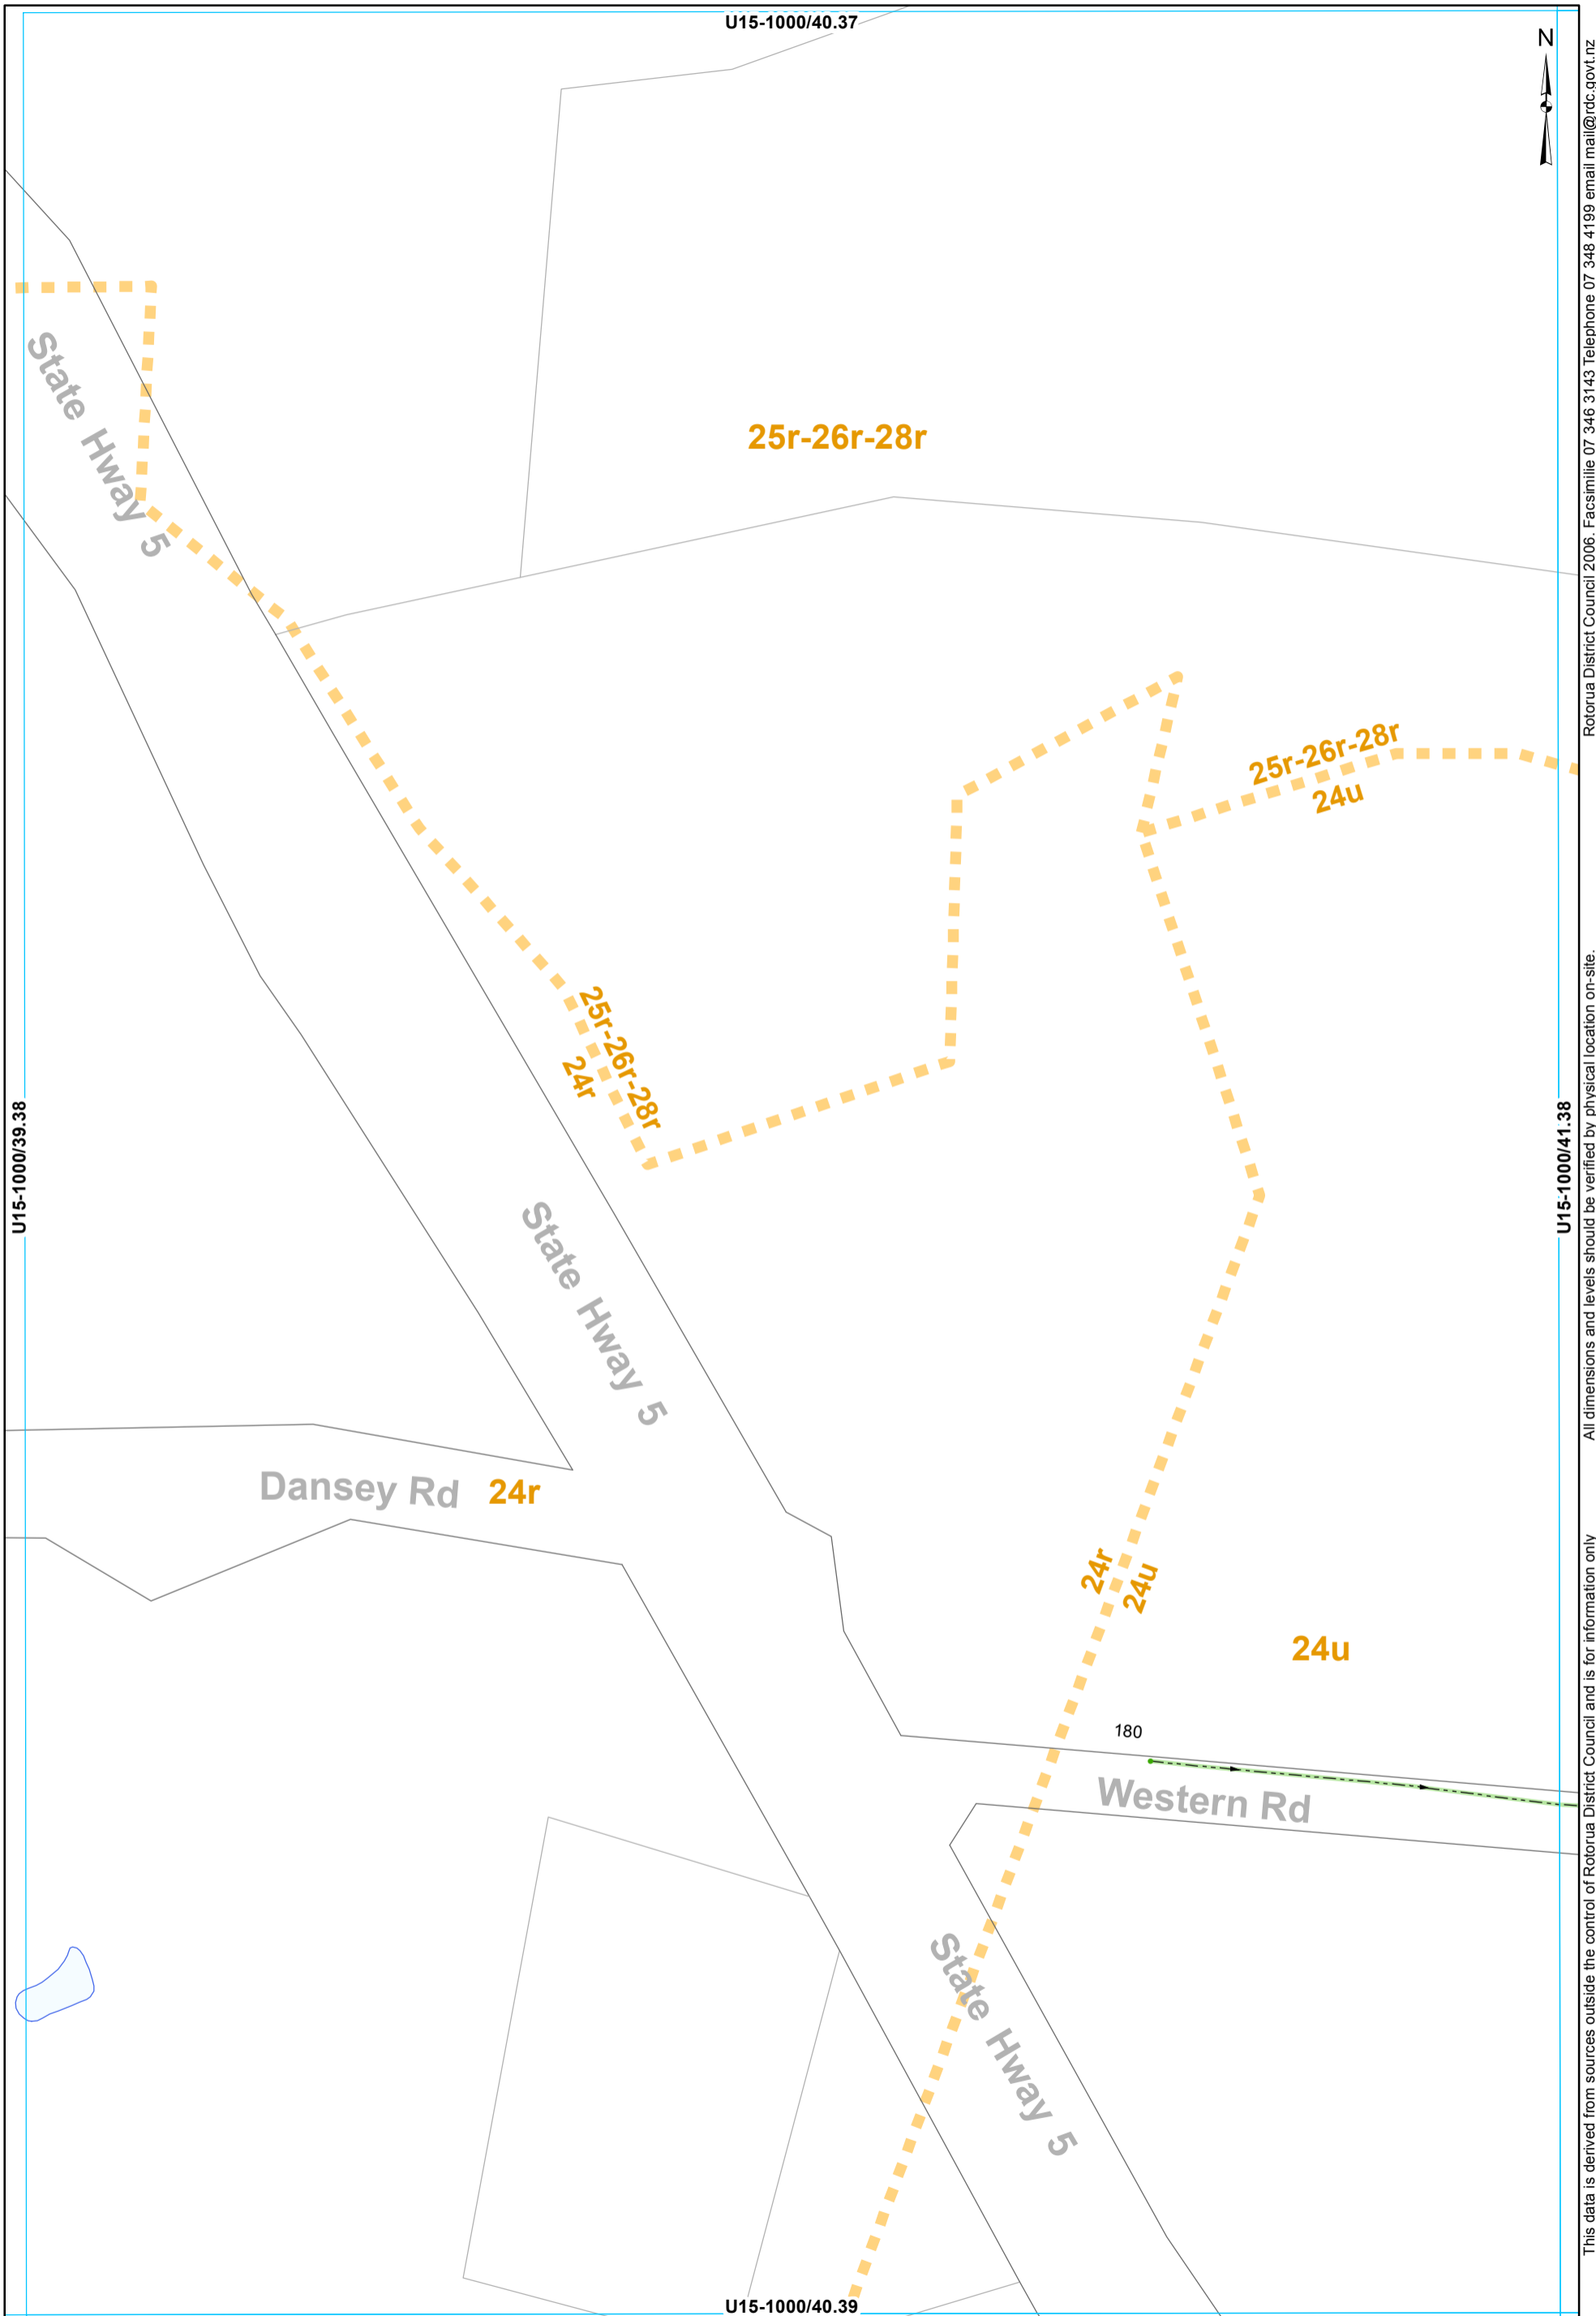 U15-1000/40.37
N
State Hway 5
25r-26r-28r
25r-26r-28r
24u
25r-26r-28r
24r
U15-1000/39.38
U15-1000/41.38
State Hway 5
Dansey Rd
24r
24r
24u
24u
180
Western Rd
State Hway 5
U15-1000/40.39
This data is derived from sources outside the control of Rotorua District Council and is for information only
All dimensions and levels should be verified by physical location on-site.
Rotorua District Council 2006. Facsimilie 07 346 3143 Telephone 07 348 4199 email mail@rdc.govt.nz